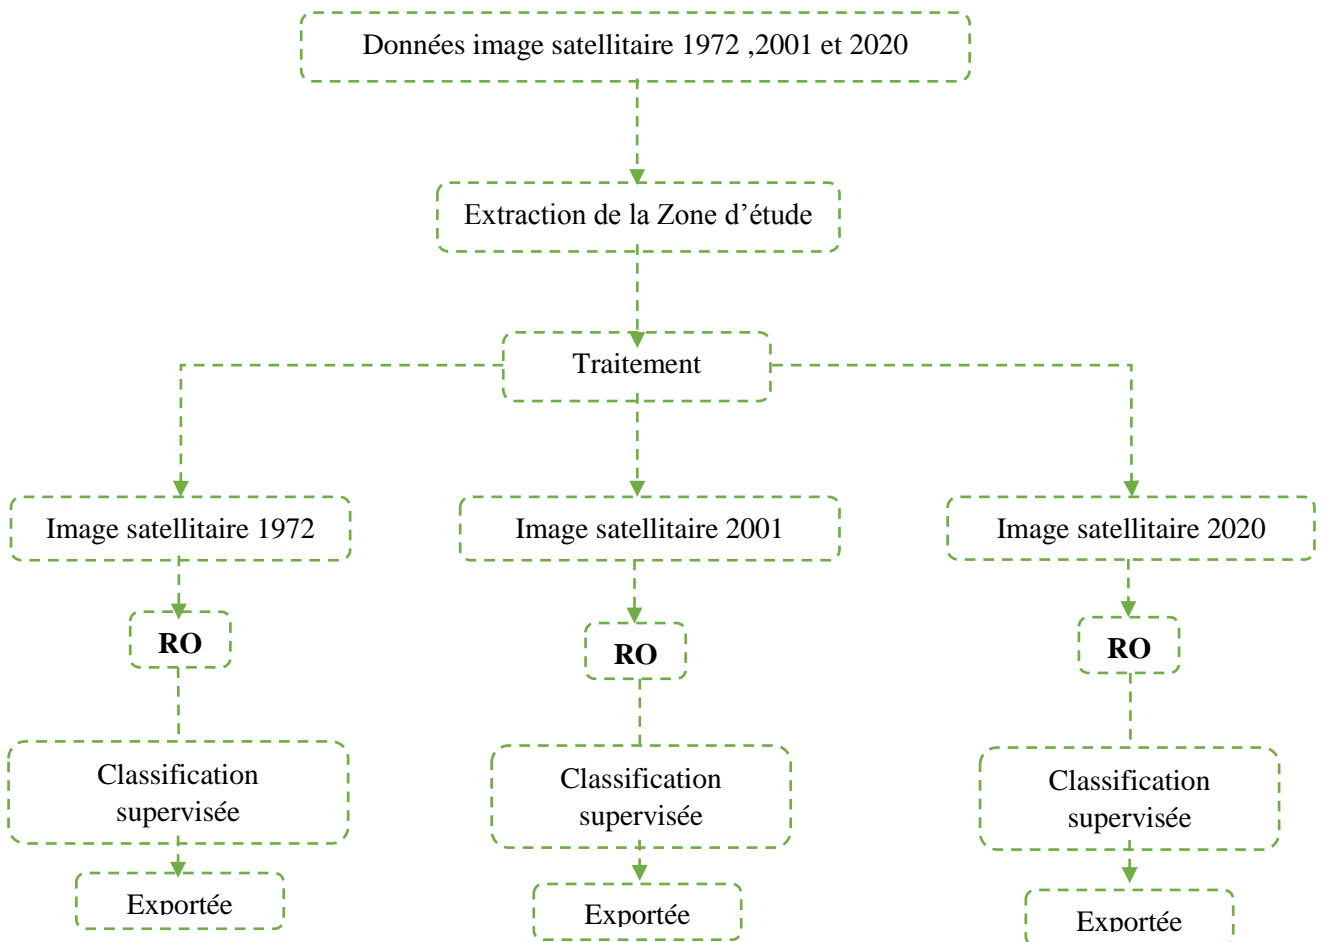 Données image satellitaire 1972 ,2001 et 2020
Extraction de la Zone d’étude
Traitement
Image satellitaire 1972
Image satellitaire 2001
Image satellitaire 2020
RO
RO
RO
Classification
supervisée
Classification
supervisée
Classification
supervisée
Exportée
Exportée
Exportée